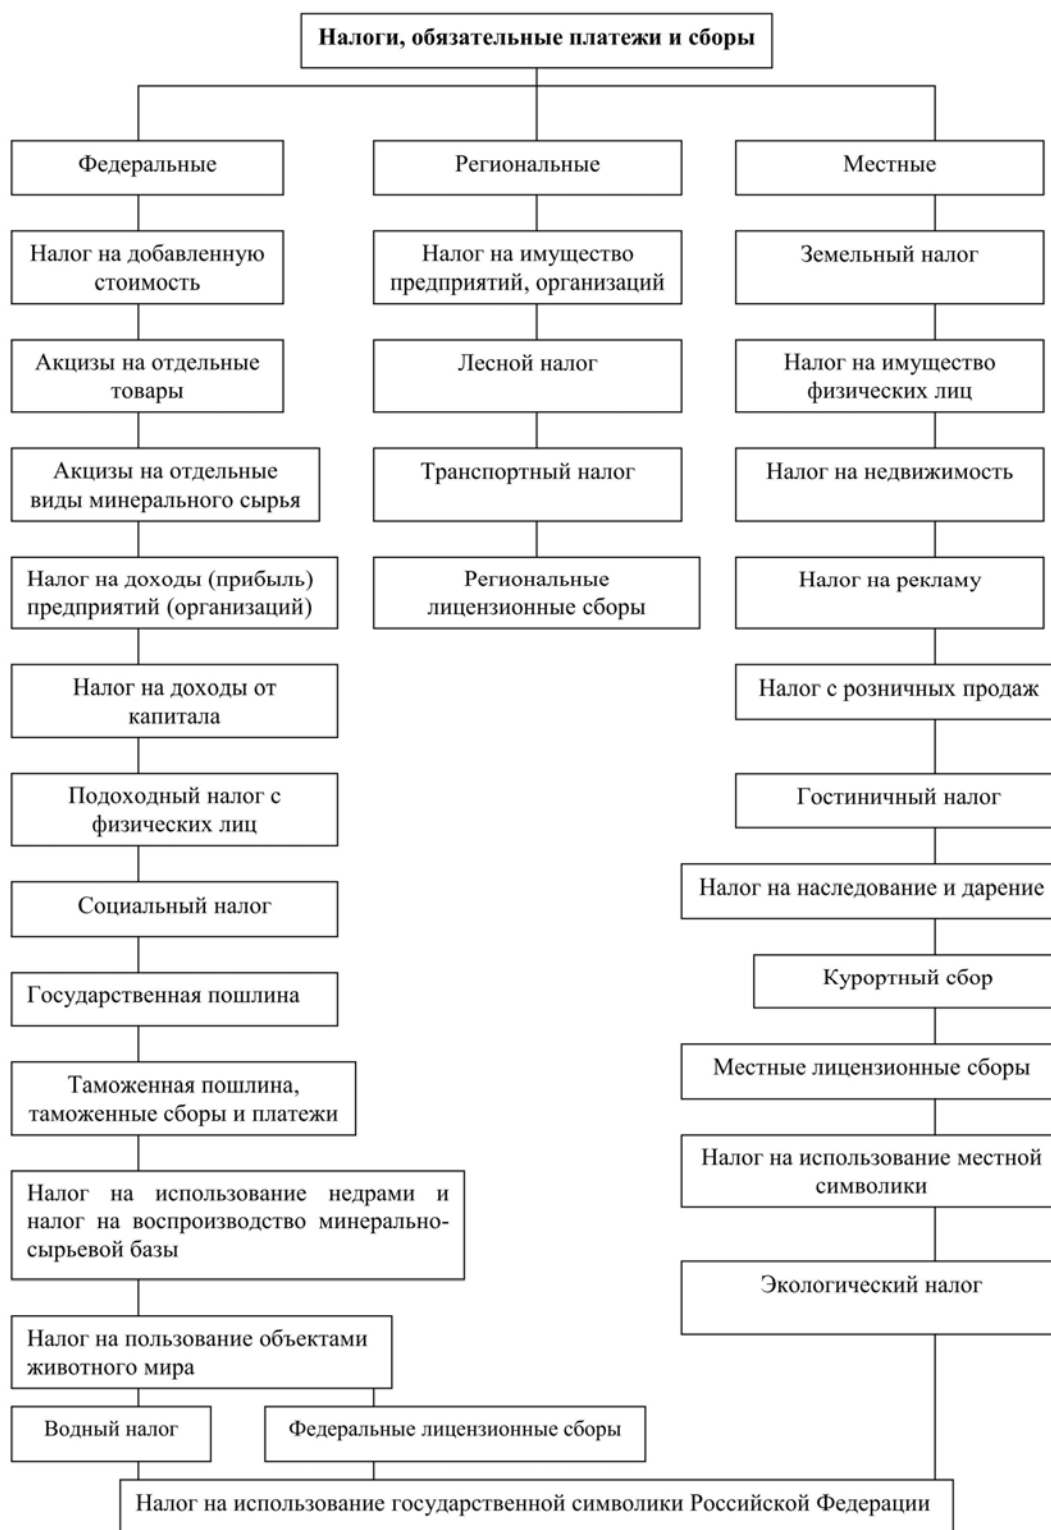 Налоги, обязательные платежи и сборы
Федеральные
Региональные
Местные
Налог на добавленную
стоимость
Налог на имущество
предприятий, организаций
Земельный налог
Акцизы на отдельные
товары
Лесной налог
Налог на имущество
физических лиц
Акцизы на отдельные
виды минерального сырья
Транспортный налог
Налог на недвижимость
Налог на доходы (прибыль)
предприятий (организаций)
Региональные
лицензионные сборы
Налог на рекламу
Налог на доходы от
капитала
Налог с розничных продаж
Подоходный налог с
физических лиц
Гостиничный налог
Социальный налог
Налог на наследование и дарение
Государственная пошлина
Курортный сбор
Таможенная пошлина,
таможенные сборы и платежи
Местные лицензионные сборы
Налог на использование недрами и
налог на воспроизводство минерально-
сырьевой базы
Налог на использование местной
символики
Экологический налог
Налог на пользование объектами
животного мира
Водный налог
Федеральные лицензионные сборы
Налог на использование государственной символики Российской Федерации